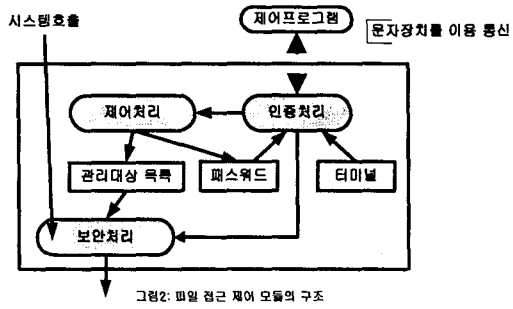 시스템호출
제어프로그램
문자장치를 이용 통신
제어처리
인증처리
관리대상 목록
패스워드
터미널
보안처리
그림2: 파일 접근 제어 모듈의 구조